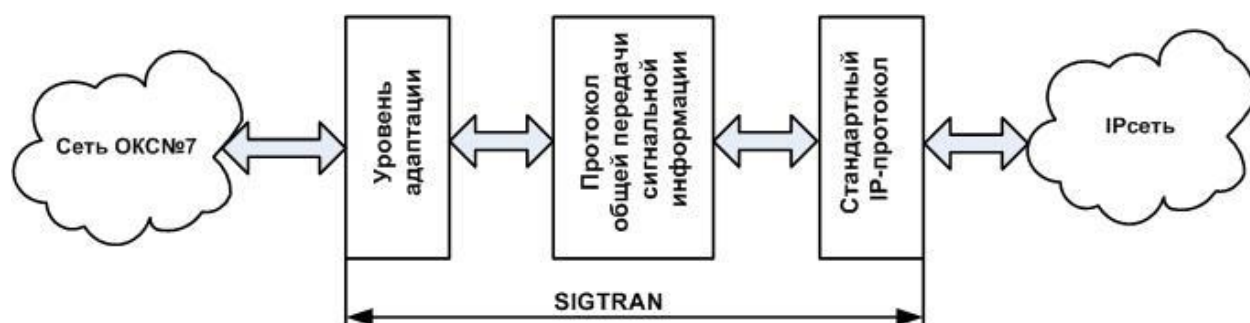 Сеть ОКС№7
Уровень
адаптации
Протокол
общей передачи
сигнальной
информации
Стандартный
IP-протокол
IPсеть
SIGTRAN